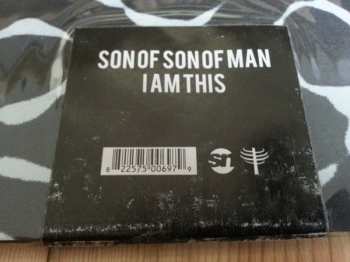 SON OF SON OF MAN
I AM THIS
8 22575 00697 9